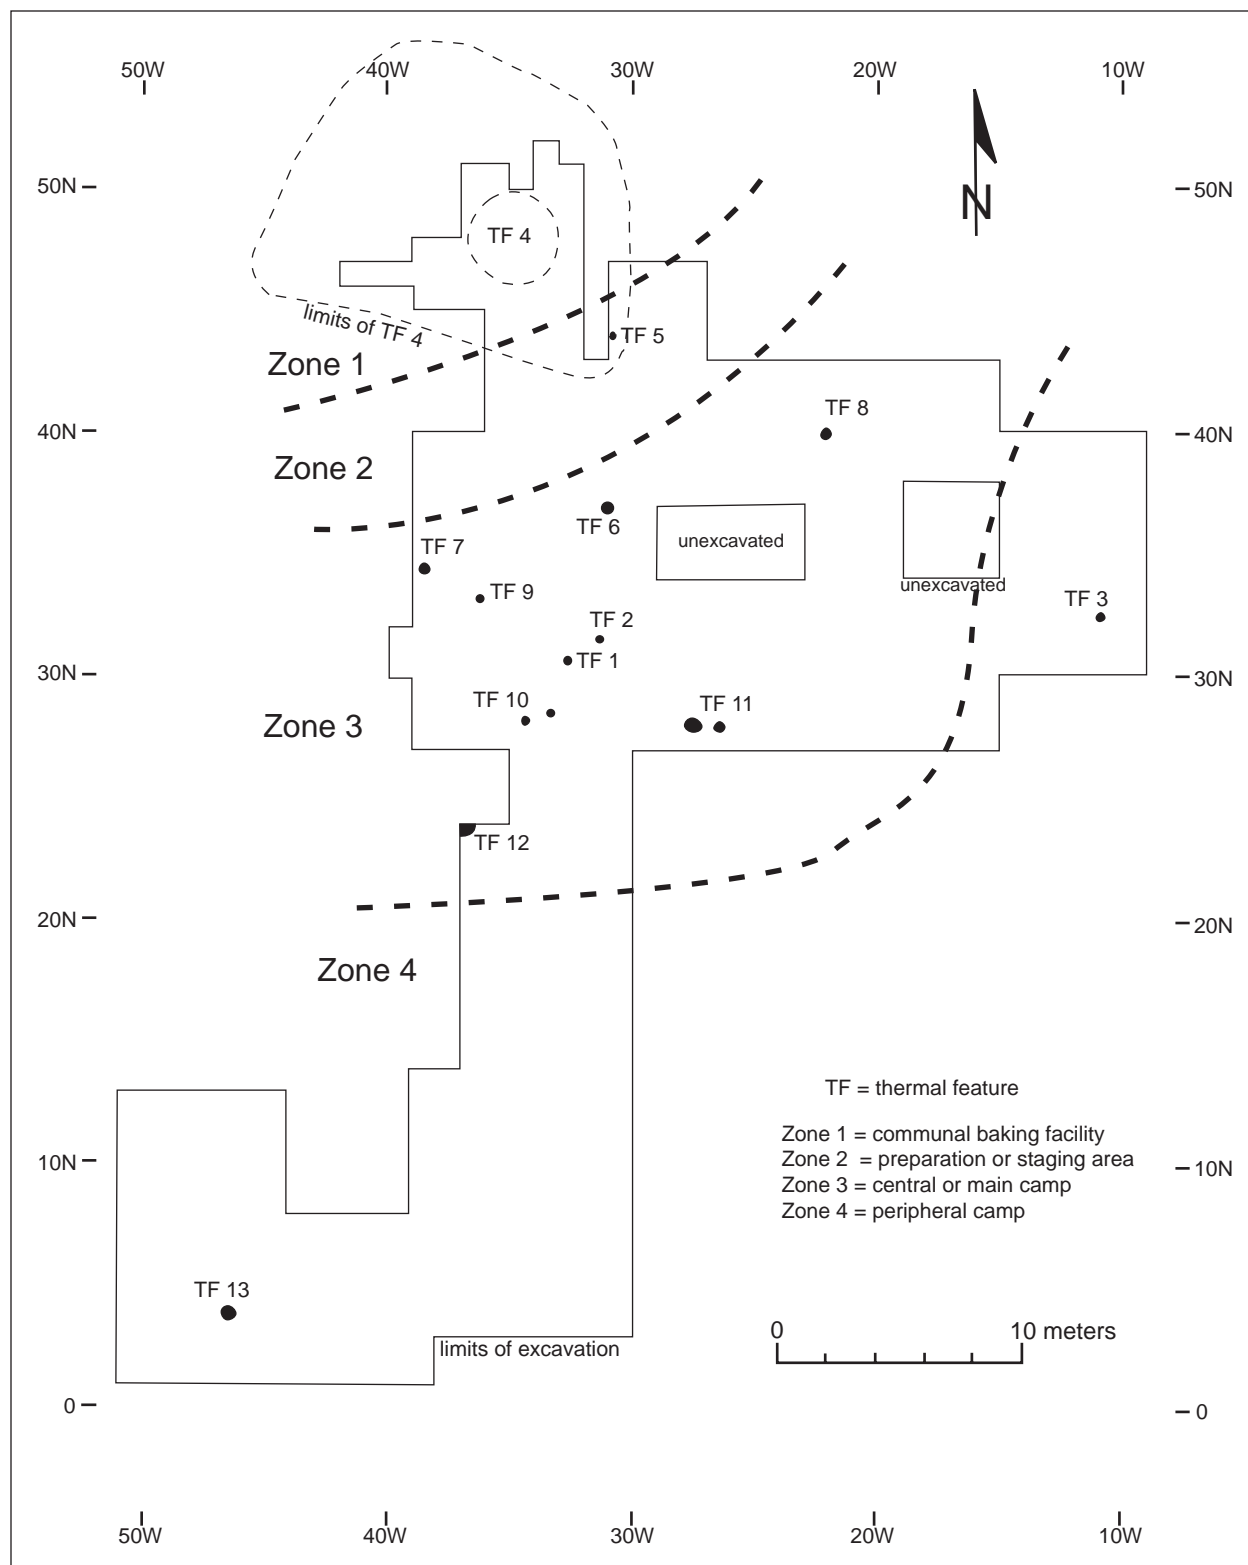 50W 40W 30W 20W 10W
50N 50N
N
TF 4
limits of TF 4
TF 5
Zone 1
TF 8
40N 40N
Zone 2
TF 6
unexcavated
TF 7
unexcavated
TF 9
TF 3
TF 2
TF 1
30N 30N
TF 10
TF 11
Zone 3
TF 12
20N 20N
Zone 4
TF = thermal feature
Zone 1 = communal baking facility
Zone 2 = preparation or staging area
Zone 3 = central or main camp
Zone 4 = peripheral camp
10N 10N
TF 13
0 10 meters
limits of excavation
0 0
50W 40W 30W 20W 10W